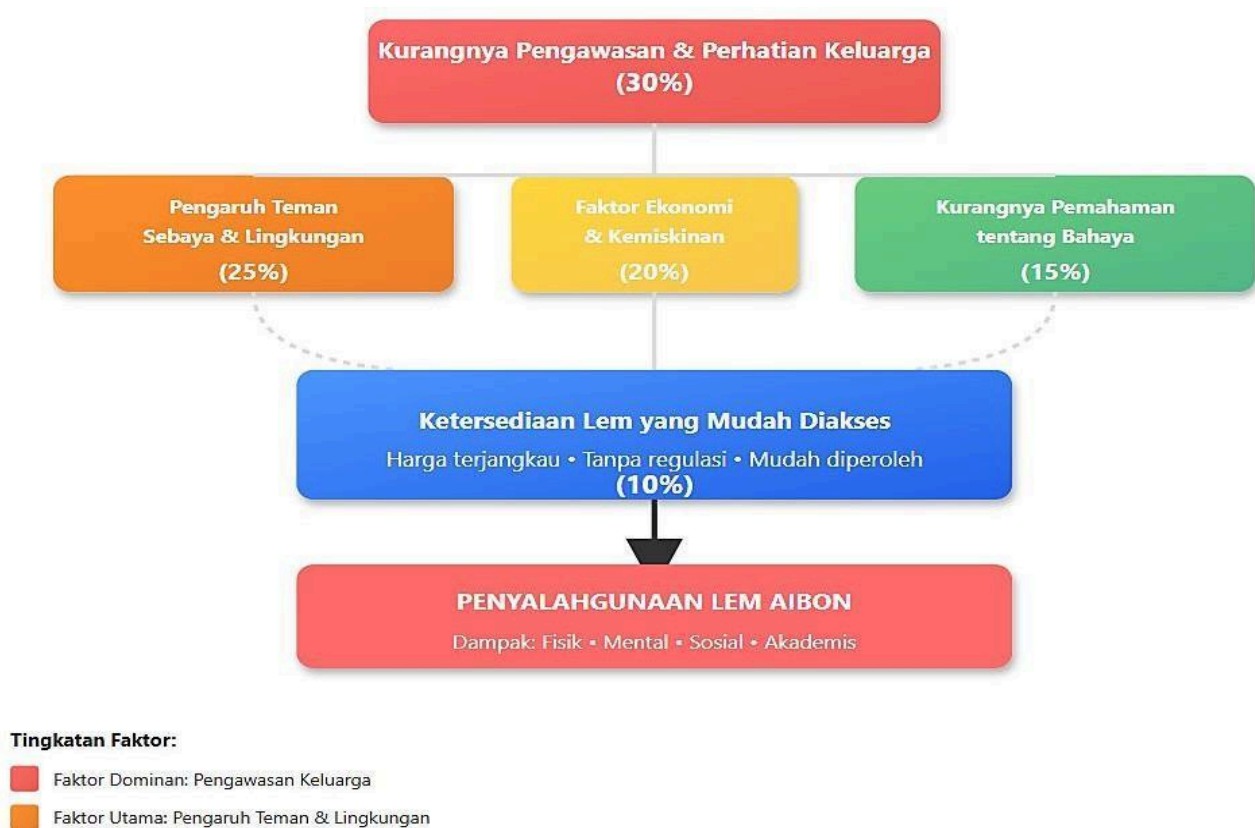 Kurangnya Pengawasan & Perhatian Keluarga
(30%)
Pengaruh Teman
Sebaya & Lingkungan
(25%)
Faktor Ekonomi
& Kemiskinan
(20%)
Kurangnya Pemahaman
tentang Bahaya
(15%)
Ketersediaan Lem yang Mudah Diakses
Harga terjangkau • Tanpa regulasi • Mudah diperoleh
(10%)
PENYALAHGUNAAN LEM AIBON
Dampak: Fisik • Mental • Sosial • Akademis
Tingkatan Faktor:
Faktor Dominan: Pengawasan Keluarga
Faktor Utama: Pengaruh Teman & Lingkungan